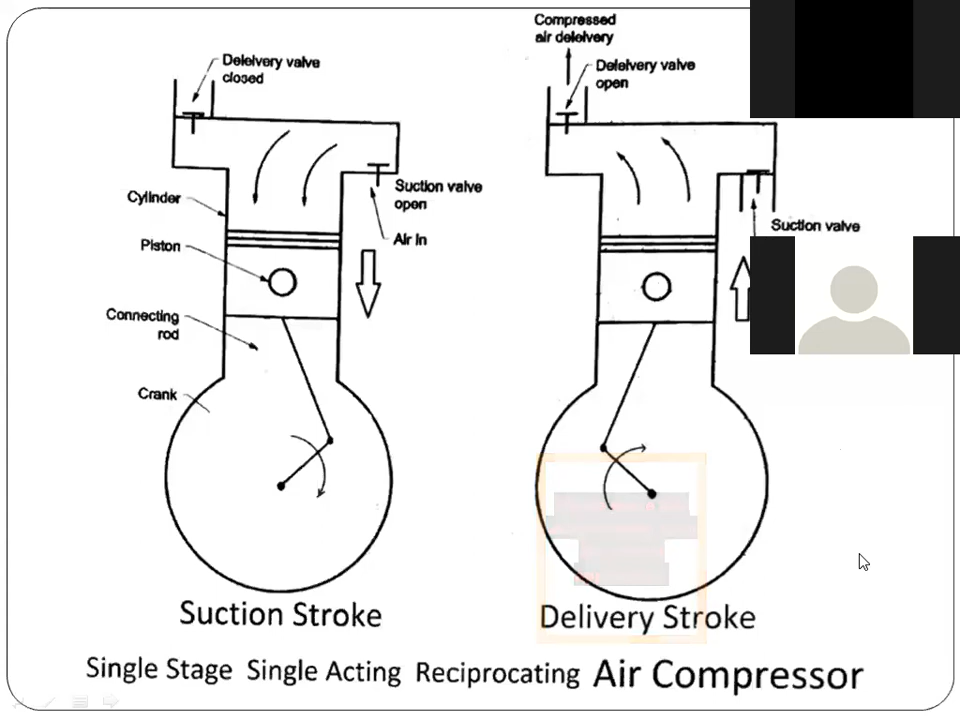 Delelvery valve
closed
Cylinder
Piston
Connecting
rod
Crank
Suction valve
open
Air In
Compressed
air delelvery
Delelvery valve
open
Suction valve
Suction Stroke
Delivery Stroke
Single Stage Single Acting Reciprocating Air Compressor